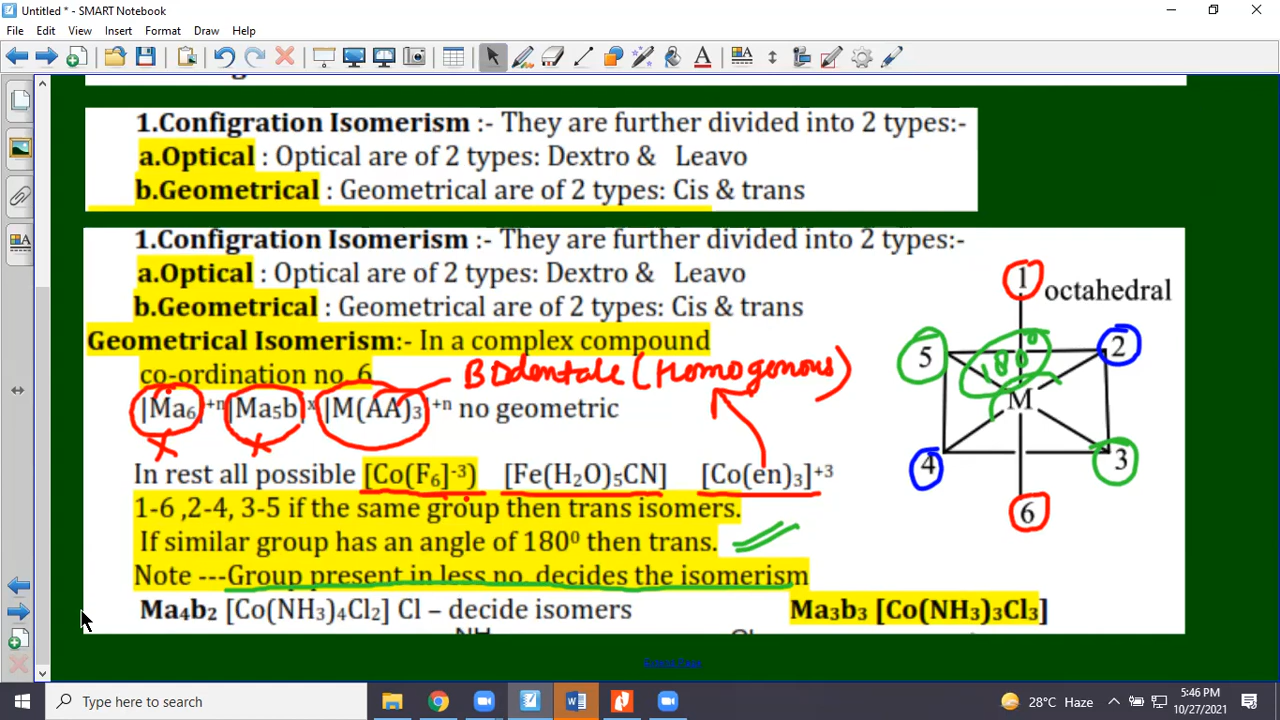 Untitled * - SMART Notebook
File Edit View Insert Format Draw Help
1.Configration Isomerism :- They are further divided into 2 types:-
a.Optical : Optical are of 2 types: Dextro & Leavo
b.Geometrical : Geometrical are of 2 types: Cis & trans
1.Configration Isomerism :- They are further divided into 2 types:-
a.Optical : Optical are of 2 types: Dextro & Leavo
b.Geometrical : Geometrical are of 2 types: Cis & trans
Geometrical Isomerism:- In a complex compound
co-ordination no. 6
BDdentate (Homogenous)
|Ma₆|⁺ⁿ |Ma₅b|ˣ |M(AA)₃|⁺ⁿ no geometric
In rest all possible [Co(F₆]⁻³) [Fe(H₂O)₅CN] [Co(en)₃]⁺³
1-6 ,2-4, 3-5 if the same group then trans isomers.
If similar group has an angle of 180⁰ then trans.
Note ---Group present in less no. decides the isomerism
Ma₄b₂ [Co(NH₃)₄Cl₂] Cl – decide isomers
Ma₃b₃ [Co(NH₃)₃Cl₃]
1
octahedral
5
180°
2
M
4
3
6
Extend Page
Type here to search
28°C Haze
5:46 PM
10/27/2021